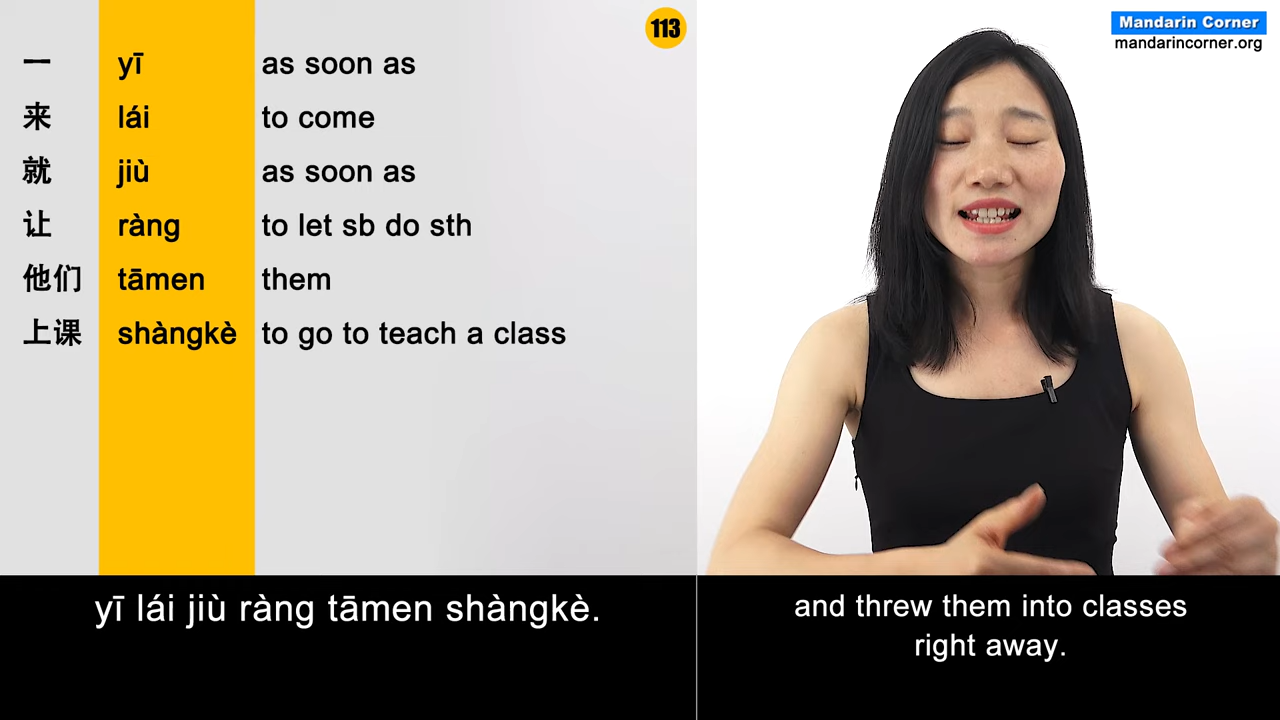 113
Mandarin Corner
mandarincorner.org
一 yī as soon as
来 lái to come
就 jiù as soon as
让 ràng to let sb do sth
他们 tāmen them
上课 shàngkè to go to teach a class
yī lái jiù ràng tāmen shàngkè.
and threw them into classes
right away.